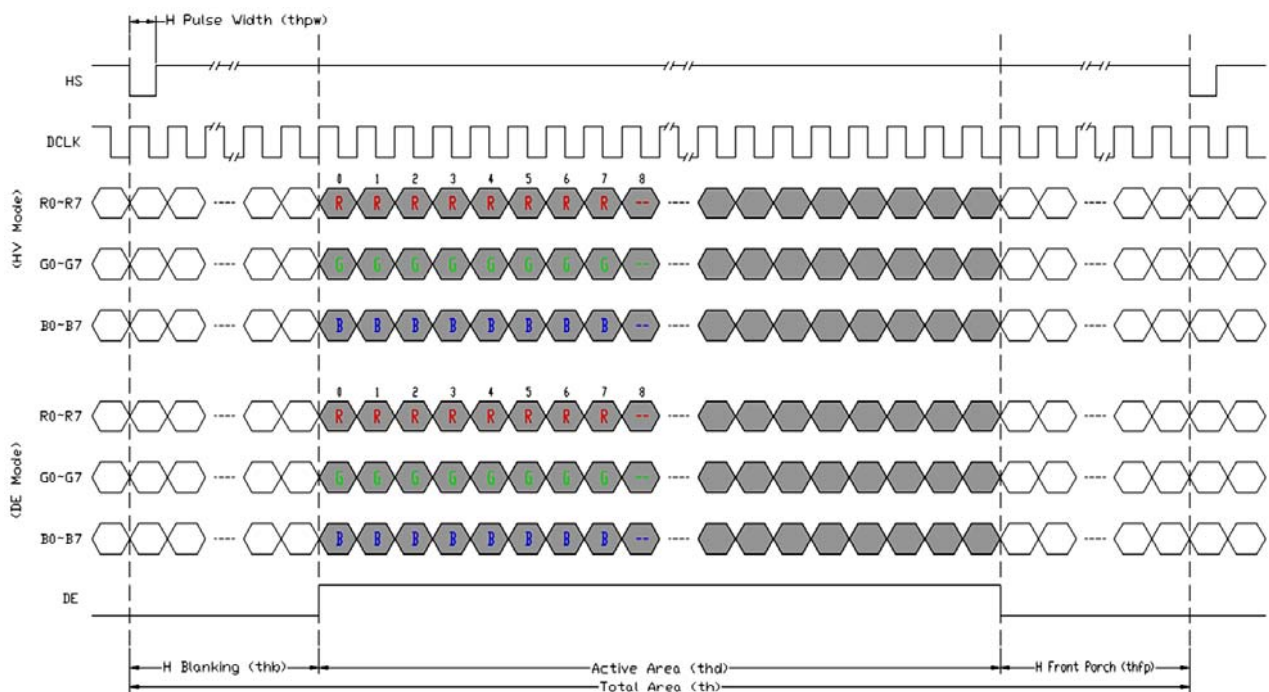 H Pulse Width (thpw)
HS
DCLK
0 1 2 3 4 5 6 7 8
(HV Mode)
R0~R7 R R R R R R R R -- ---- ----
G0~G7 G G G G G G G G -- ---- ----
B0~B7 B B B B B B B B -- ---- ----
0 1 2 3 4 5 6 7 8
(DE Mode)
R0~R7 R R R R R R R R -- ---- ----
G0~G7 G G G G G G G G -- ---- ----
B0~B7 B B B B B B B B -- ---- ----
DE
H Blanking (thb) Active Area (thd) H Front Porch (thfp)
Total Area (th)